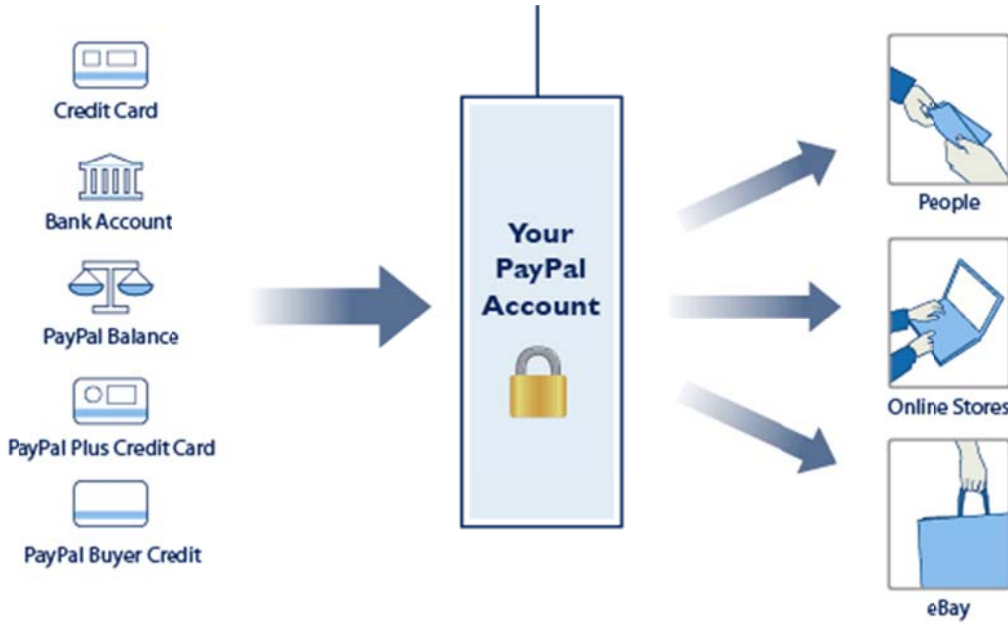 Credit Card
Bank Account
PayPal Balance
PayPal Plus Credit Card
PayPal Buyer Credit
Your
PayPal
Account
People
Online Stores
eBay